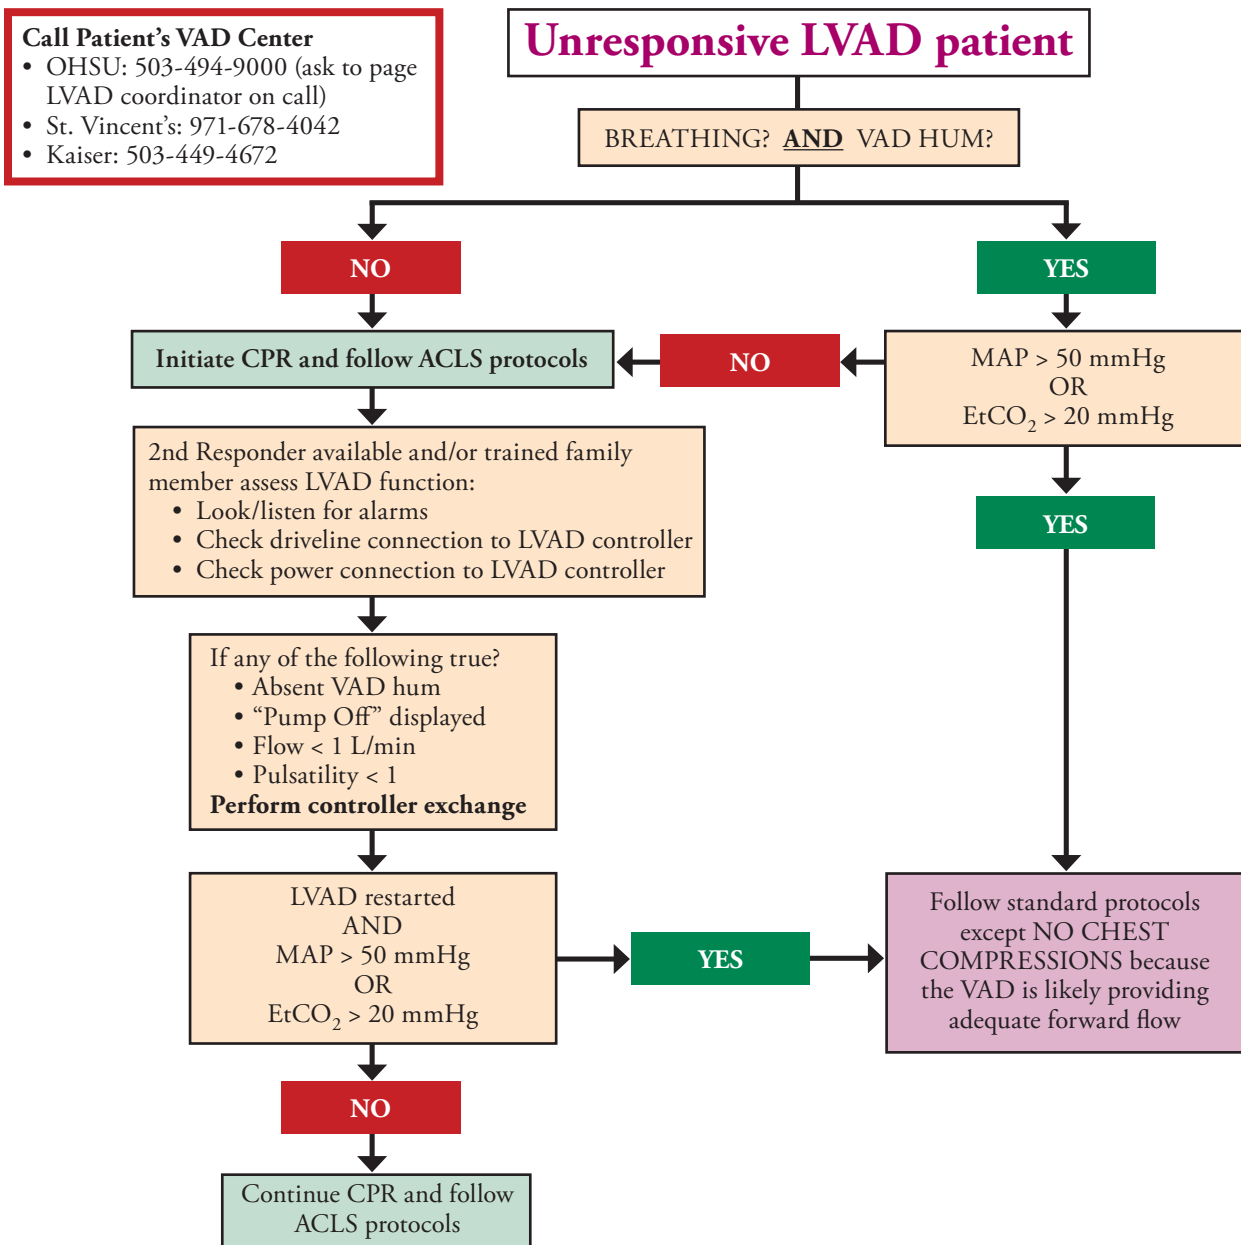 Call Patient's VAD Center
• OHSU: 503-494-9000 (ask to page
LVAD coordinator on call)
• St. Vincent's: 971-678-4042
• Kaiser: 503-449-4672
Unresponsive LVAD patient
BREATHING? AND VAD HUM?
NO
YES
Initiate CPR and follow ACLS protocols
NO
MAP > 50 mmHg
OR
EtCO₂ > 20 mmHg
2nd Responder available and/or trained family
member assess LVAD function:
• Look/listen for alarms
• Check driveline connection to LVAD controller
• Check power connection to LVAD controller
YES
If any of the following true?
• Absent VAD hum
• “Pump Off” displayed
• Flow < 1 L/min
• Pulsatility < 1
Perform controller exchange
LVAD restarted
AND
MAP > 50 mmHg
OR
EtCO₂ > 20 mmHg
YES
Follow standard protocols
except NO CHEST
COMPRESSIONS because
the VAD is likely providing
adequate forward flow
NO
Continue CPR and follow
ACLS protocols